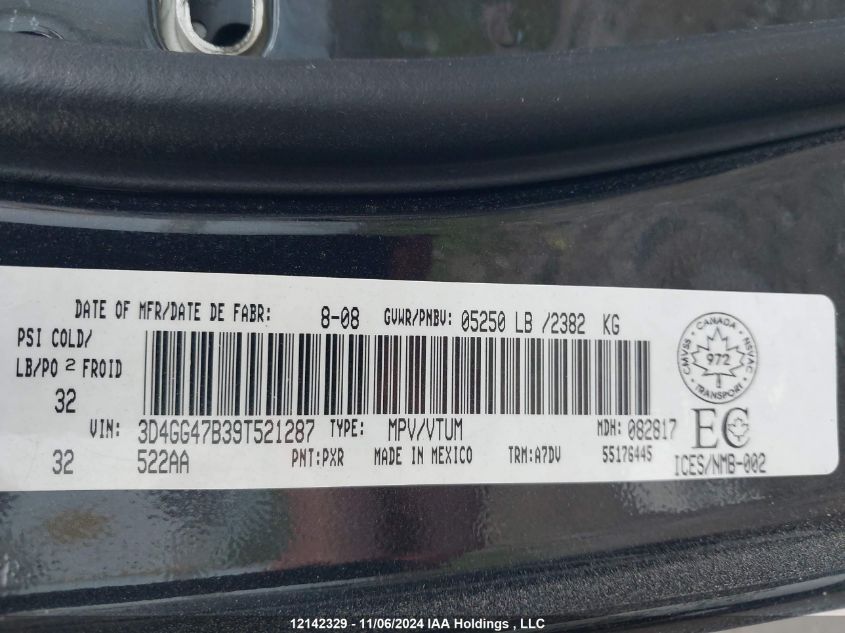 DATE OF MFR/DATE DE FABR: 8-08 GVWR/PNBV: 05250 LB /2382 KG
PSI COLD/
LB/PO 2 FROID
32
VIN: 3D4GG47B39T521287 TYPE: MPV/VTUM MDH: 082817
32 522AA PNT:PXR MADE IN MEXICO TRM:A7DV 55176445
CANADA
CMVSS NSVAC
972
TRANSPORT
EC
ICES/NMB-002
12142329 - 11/06/2024 IAA Holdings , LLC